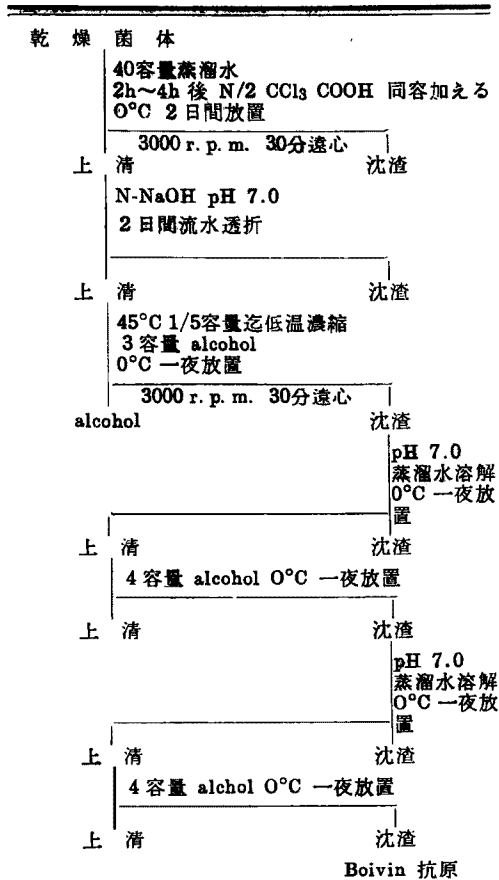 乾燥菌体
40容量蒸溜水
2h～4h 後 N/2 CCl₃ COOH 同容加える
0°C 2日間放置
3000 r. p. m. 30分遠心
上清 沈渣
N-NaOH pH 7.0
2日間流水透折
上清 沈渣
45°C 1/5容量迄低温濃縮
3容量 alcohol
0°C 一夜放置
3000 r. p. m. 30分遠心
alcohol 沈渣
pH 7.0
蒸溜水溶解
0°C 一夜放
置
上清 沈渣
4容量 alcohol 0°C 一夜放置
上清 沈渣
pH 7.0
蒸溜水溶解
0°C 一夜放
置
上清 沈渣
4容量 alchol 0°C 一夜放置
上清 沈渣
Boivin 抗原